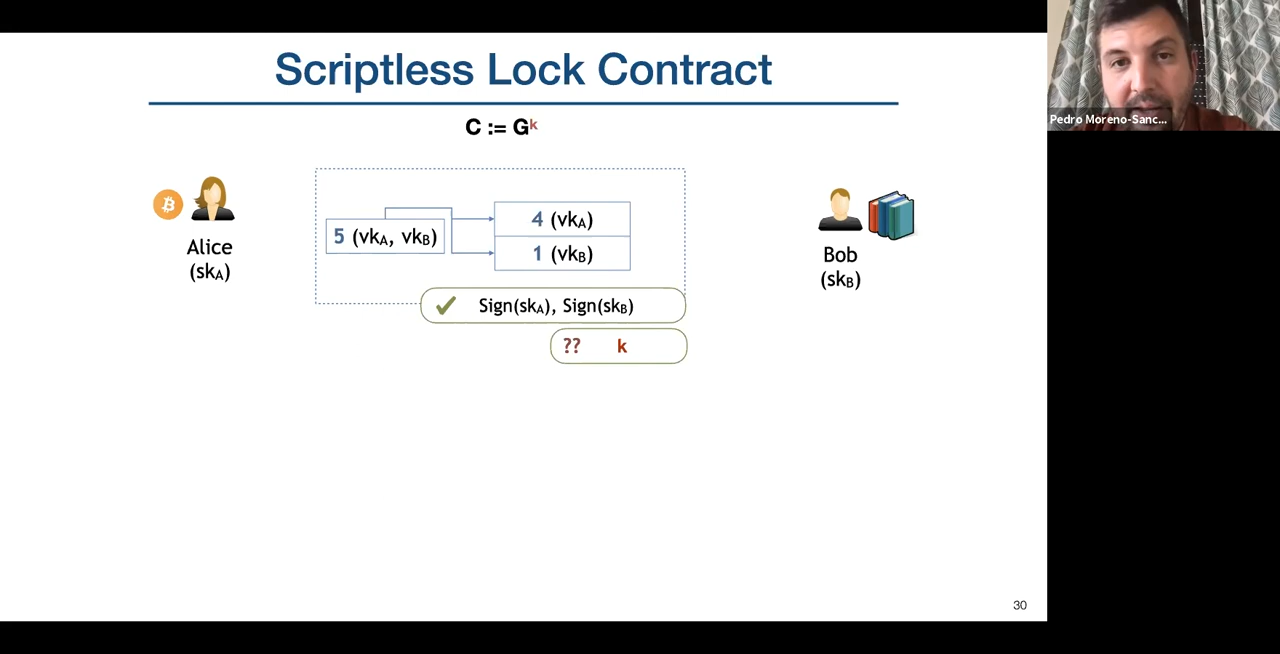 Scriptless Lock Contract
C := Gᵏ
5 (vkA, vkB)
4 (vkA)
1 (vkB)
✓ Sign(skA), Sign(skB)
?? k
Alice
(skA)
Bob
(skB)
30
Pedro Moreno-Sanc...